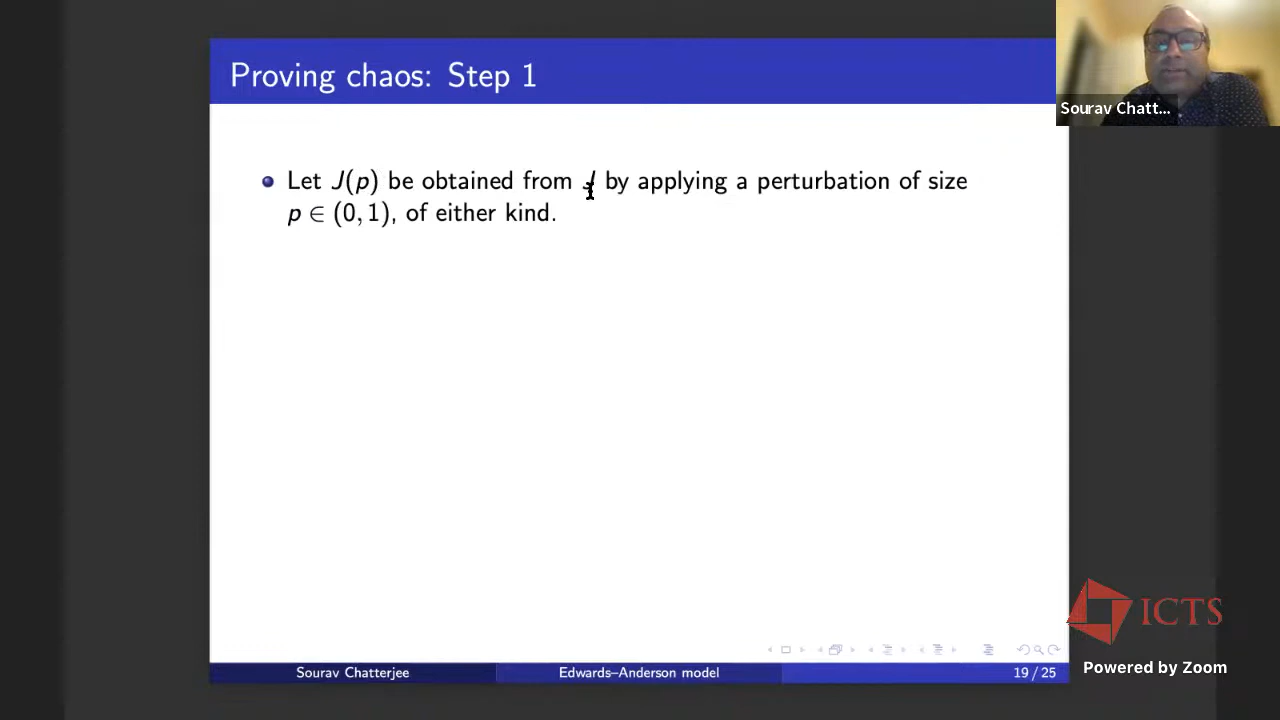 Proving chaos: Step 1
Sourav Chatt...
Let J(p) be obtained from J by applying a perturbation of size
p ∈ (0, 1), of either kind.
ICTS
Powered by Zoom
Sourav Chatterjee
Edwards–Anderson model
19 / 25